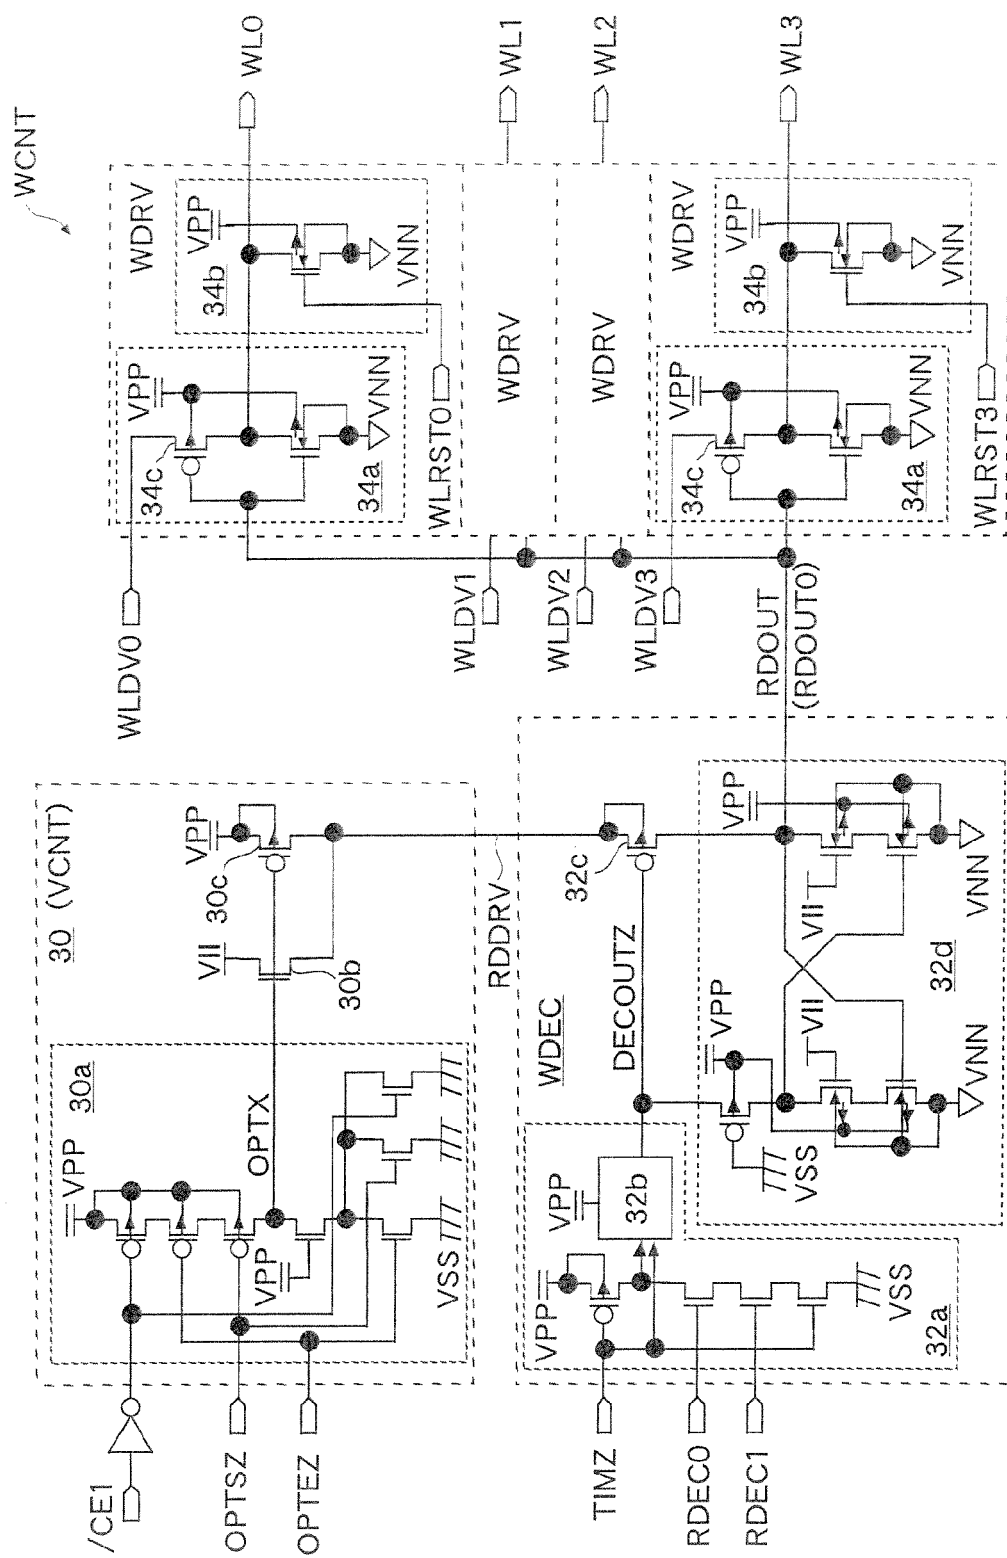 WCNT
/CE1
OPTSZ
OPTEZ
TIMZ
RDEC0
RDEC1
30 (VCNT)
30a
VPP
OPTX
VPP
VSS
VII
30b
VPP
30c
RDDRV
WDEC
VPP
VPP
32b
32a
VSS
DECOUTZ
32c
VPP
VSS
VII
VNN
32d
VPP
VII
VNN
RDOUT
(RDOUT0)
WLDV0
WLDV1
WLDV2
WLDV3
WDRV
VPP
34c
34a
VNN
VPP
34b
VNN
WLRST0
WDRV
WDRV
WDRV
VPP
34c
34a
VNN
VPP
34b
VNN
WLRST3
WL0
WL1
WL2
WL3